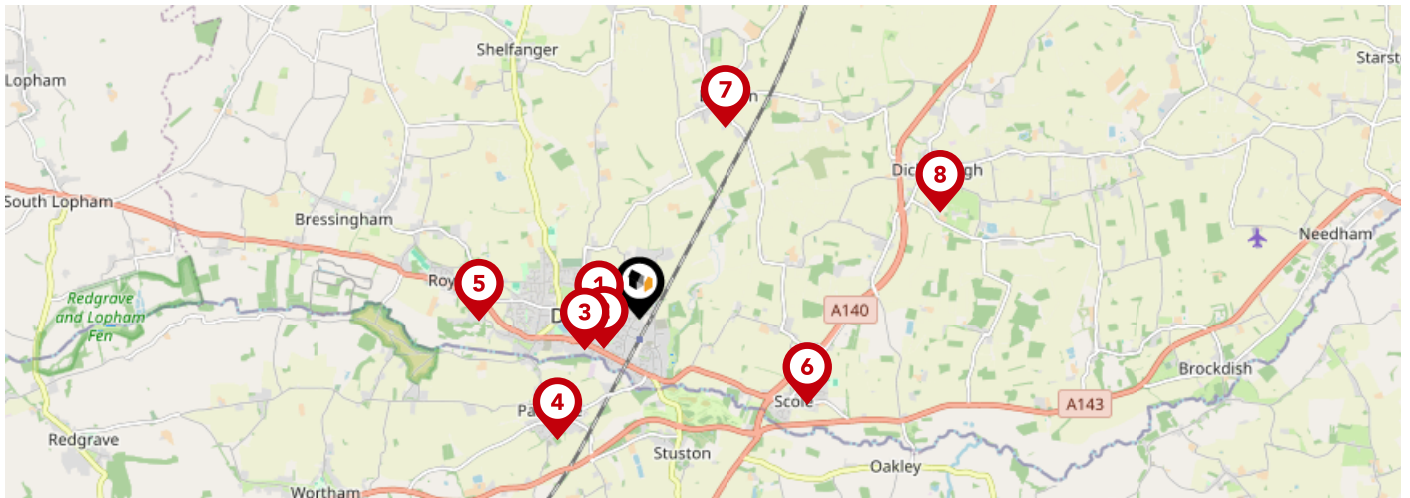 Shelfanger
Starst
Lopham
7
8
South Lopham
Bressingham
Needham
Roy
5
1
3
Redgrave
and Lopham
Fen
A140
6
Brockdish
4
Scole
A143
Redgrave
Stuston
Oakley
Wortham